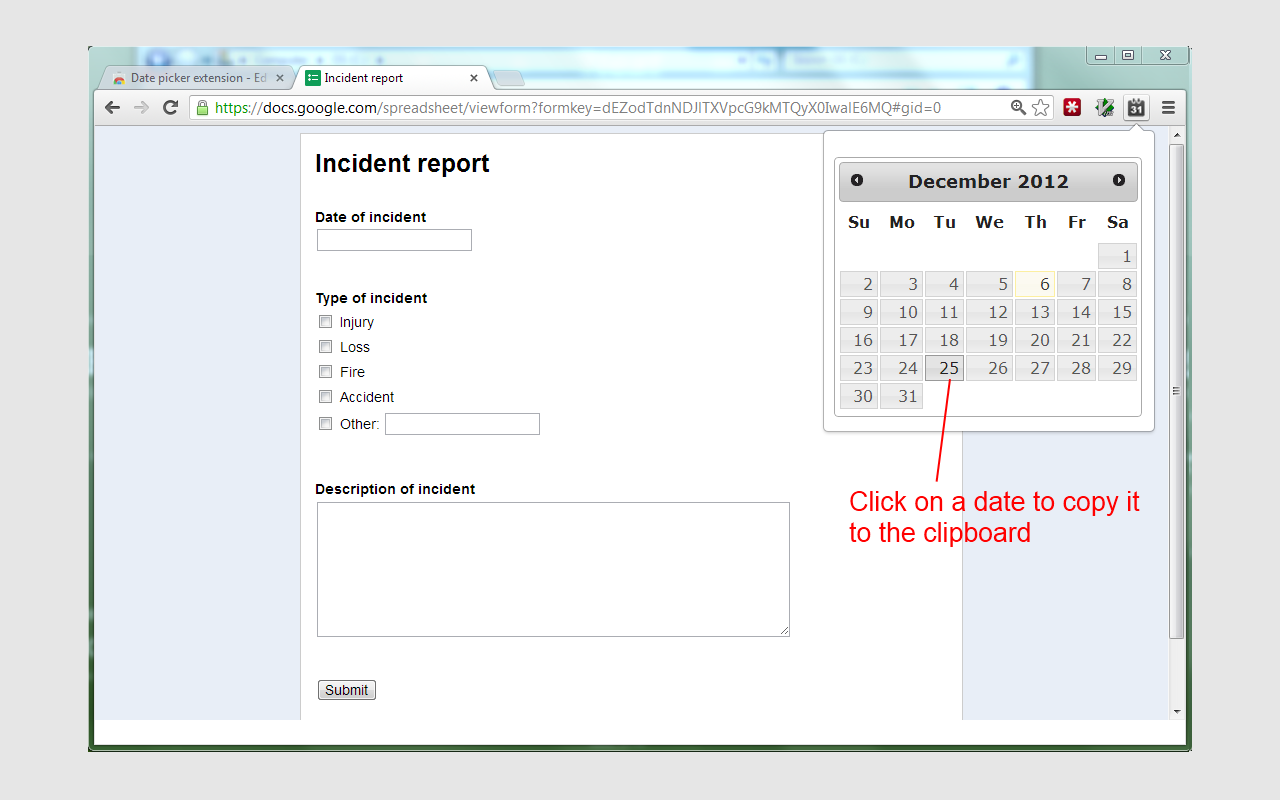 Date picker extension - Ed
Incident report
https://docs.google.com/spreadsheet/viewform?formkey=dEZodTdnNDJlTXVpcG9kMTQyX0IwalE6MQ#gid=0
31
Incident report
Date of incident
Type of incident
Injury
Loss
Fire
Accident
Other:
Description of incident
Submit
December 2012
Su Mo Tu We Th Fr Sa
1
2 3 4 5 6 7 8
9 10 11 12 13 14 15
16 17 18 19 20 21 22
23 24 25 26 27 28 29
30 31
Click on a date to copy it
to the clipboard